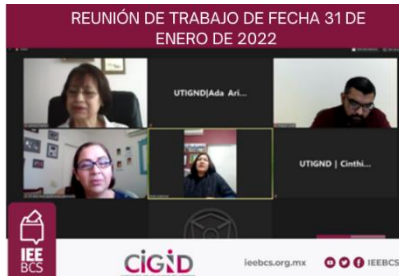 REUNIÓN DE TRABAJO DE FECHA 31 DE
ENERO DE 2022
UTIGND|Ada Ari...
UTIGND | Cinthi...
IEE
BCS
CIGND
ieebcs.org.mx
IEEBCS